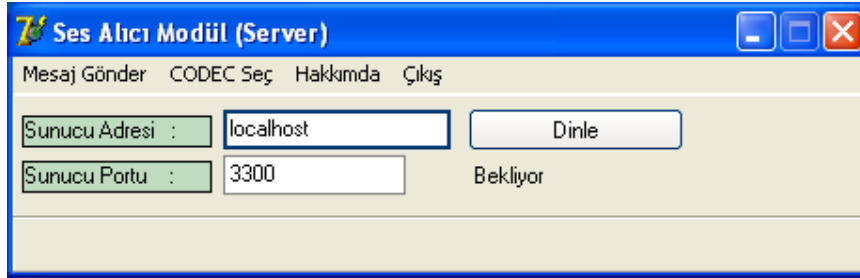 Ses Alıcı Modül (Server)
Mesaj Gönder CODEC Seç Hakkımda Çıkış
Sunucu Adresi : localhost Dinle
Sunucu Portu : 3300 Bekliyor